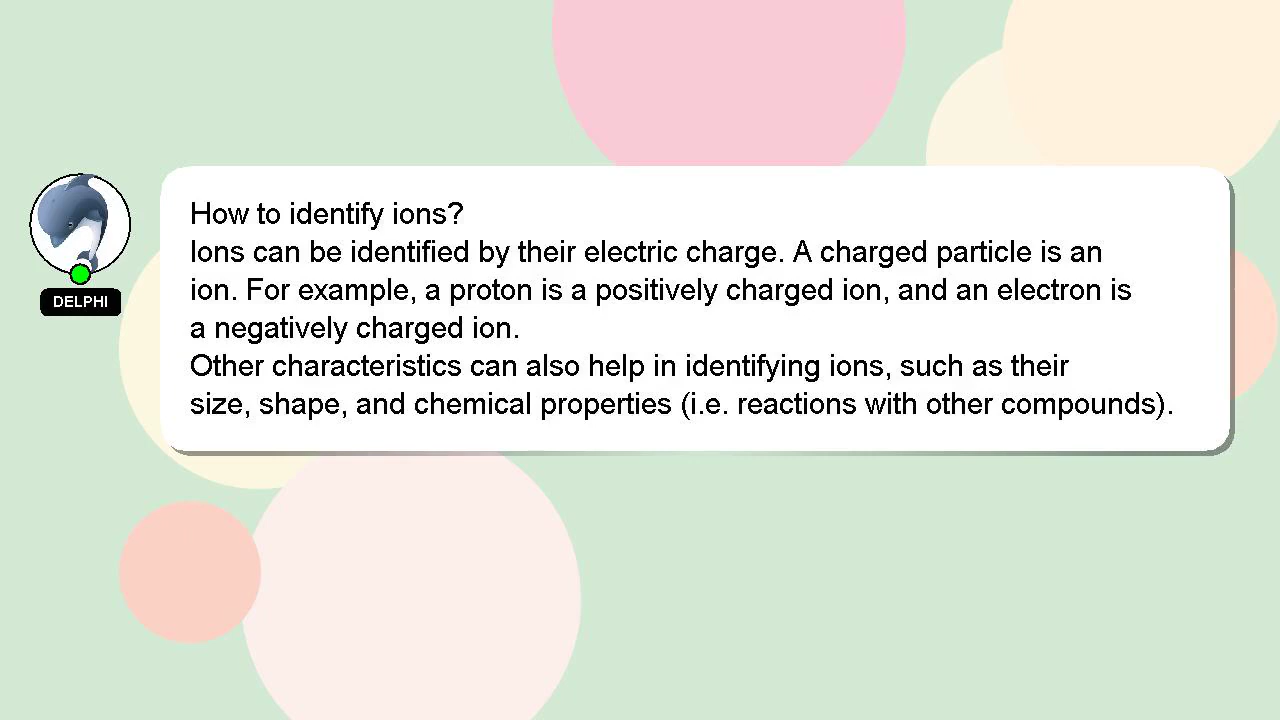 How to identify ions?
Ions can be identified by their electric charge. A charged particle is an
ion. For example, a proton is a positively charged ion, and an electron is
a negatively charged ion.
Other characteristics can also help in identifying ions, such as their
size, shape, and chemical properties (i.e. reactions with other compounds).
DELPHI